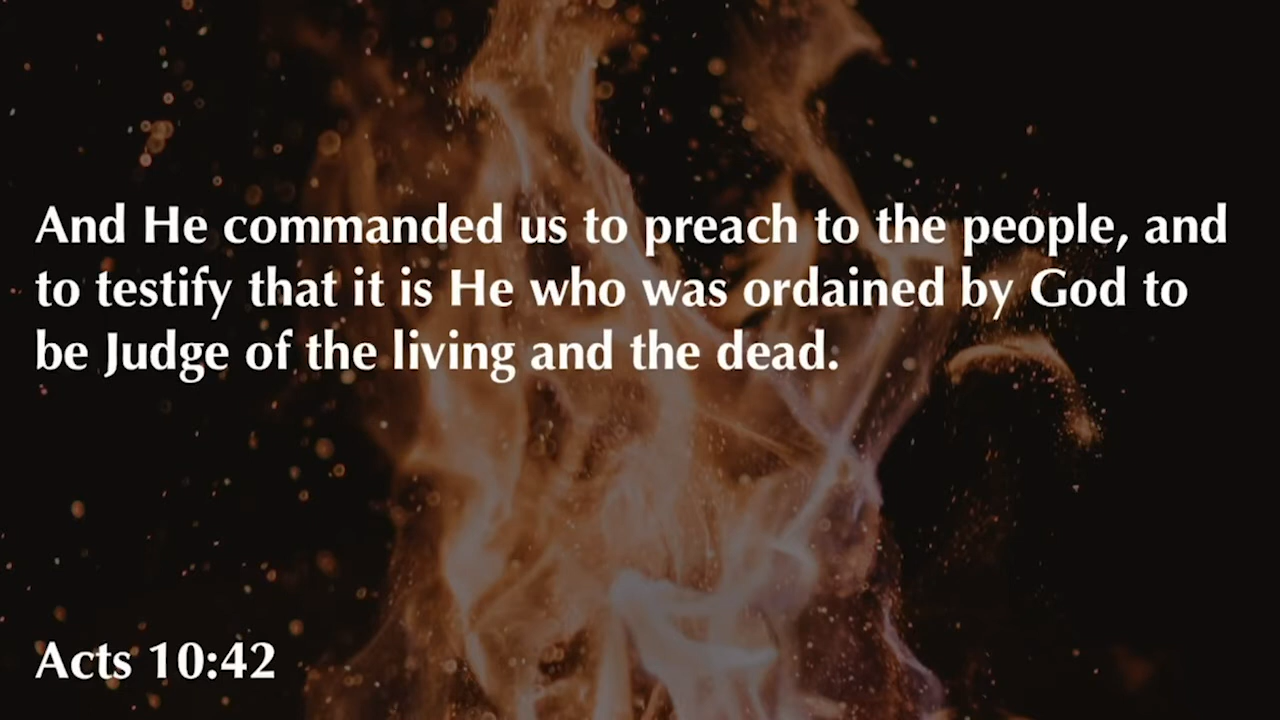 And He commanded us to preach to the people, and
to testify that it is He who was ordained by God to
be Judge of the living and the dead.
Acts 10:42